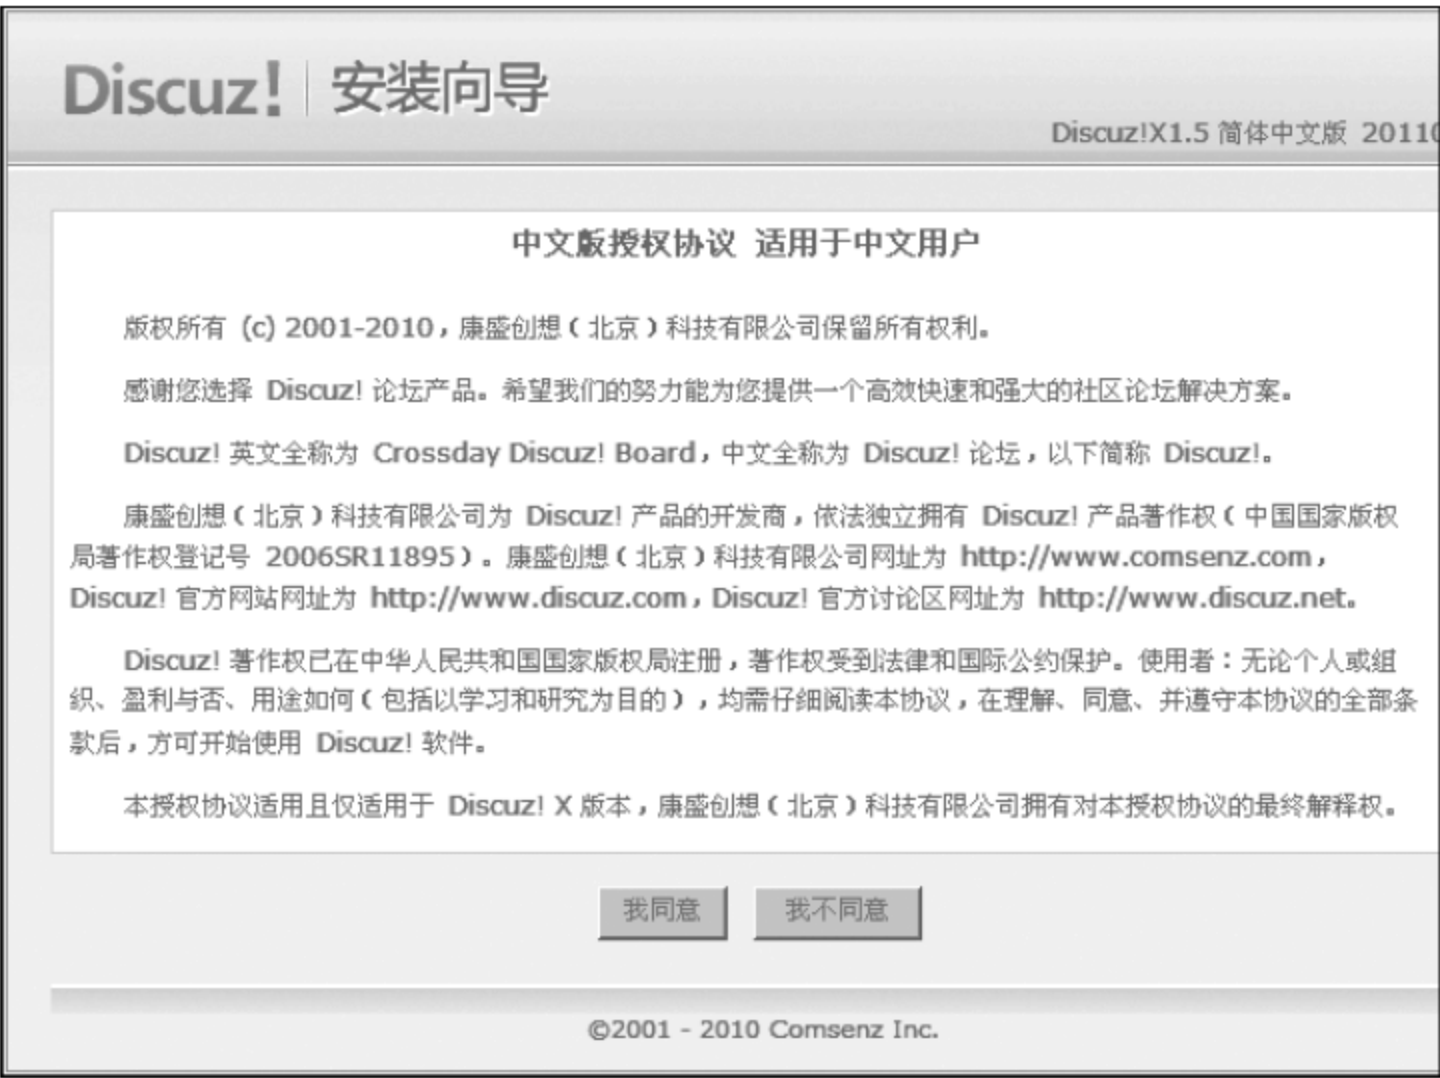 Discuz! 安装向导
Discuz!X1.5 简体中文版 20110
中文版授权协议 适用于中文用户
版权所有 (c) 2001-2010，康盛创想（北京）科技有限公司保留所有权利。
感谢您选择 Discuz! 论坛产品。希望我们的努力能为您提供一个高效快速和强大的社区论坛解决方案。
Discuz! 英文全称为 Crossday Discuz! Board，中文全称为 Discuz! 论坛，以下简称 Discuz!。
康盛创想（北京）科技有限公司为 Discuz! 产品的开发商，依法独立拥有 Discuz! 产品著作权（中国国家版权
局著作权登记号 2006SR11895）。康盛创想（北京）科技有限公司网址为 http://www.comsenz.com，
Discuz! 官方网站网址为 http://www.discuz.com，Discuz! 官方讨论区网址为 http://www.discuz.net。
Discuz! 著作权已在中华人民共和国国家版权局注册，著作权受到法律和国际公约保护。使用者：无论个人或组
织、盈利与否、用途如何（包括以学习和研究为目的），均需仔细阅读本协议，在理解、同意、并遵守本协议的全部条
款后，方可开始使用 Discuz! 软件。
本授权协议适用且仅适用于 Discuz! X 版本，康盛创想（北京）科技有限公司拥有对本授权协议的最终解释权。
我同意 我不同意
©2001 - 2010 Comsenz Inc.